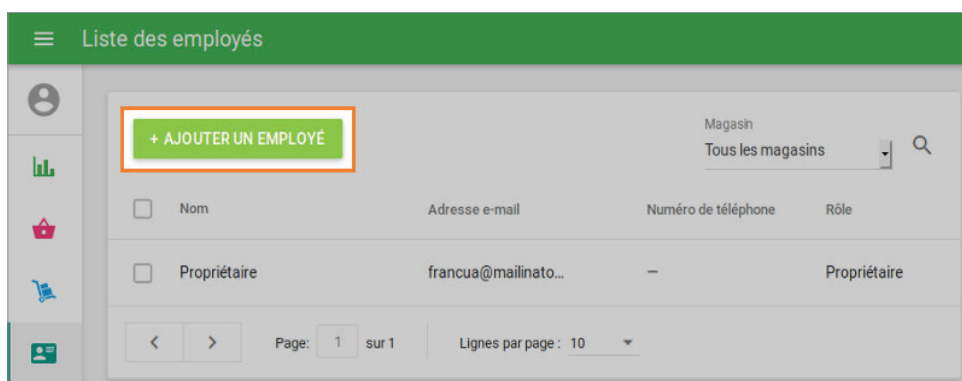 Liste des employés
+ AJOUTER UN EMPLOYÉ
Magasin
Tous les magasins
Nom Adresse e-mail Numéro de téléphone Rôle
Propriétaire francua@mailinato... — Propriétaire
Page: 1 sur 1 Lignes par page : 10